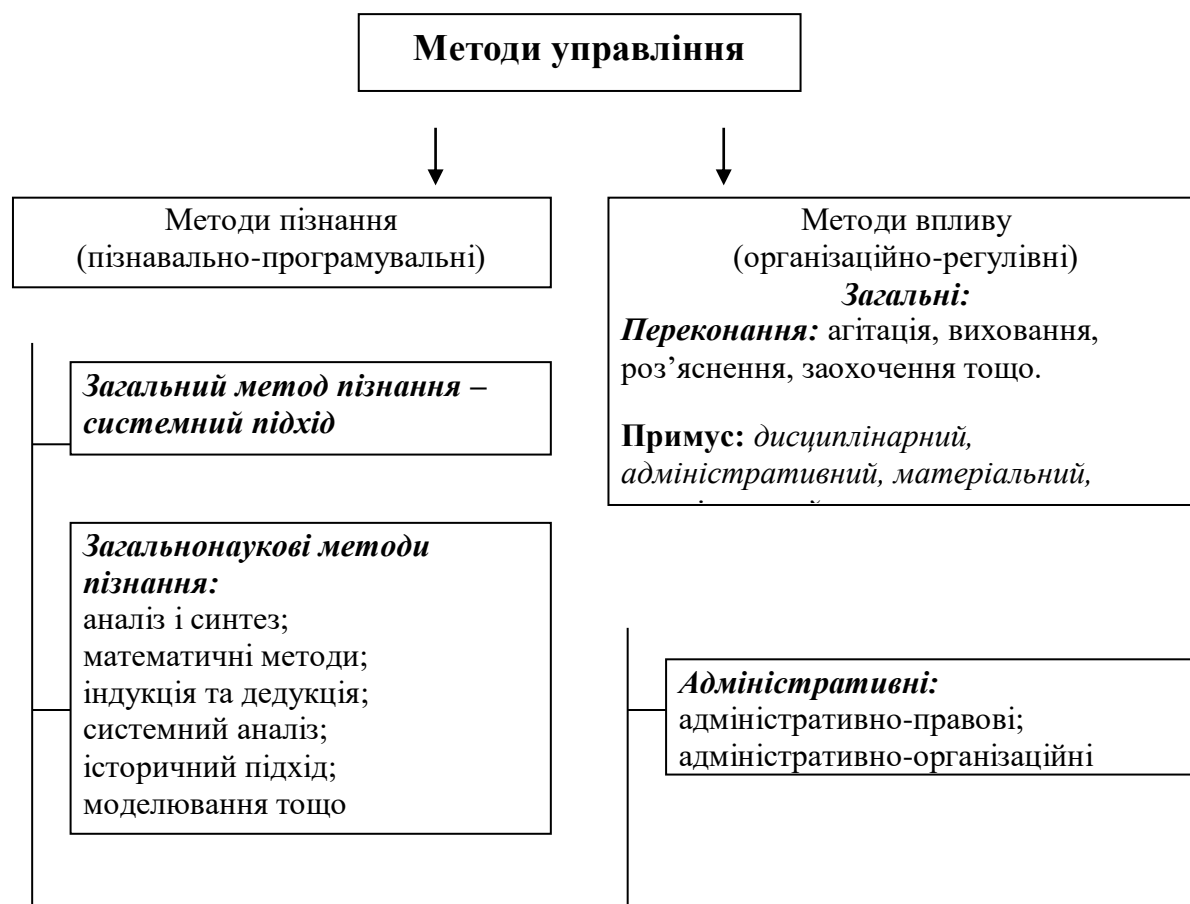 Методи управління
Методи пізнання
(пізнавально-програмувальні)
Загальний метод пізнання –
системний підхід
Загальнонаукові методи
пізнання:
аналіз і синтез;
математичні методи;
індукція та дедукція;
системний аналіз;
історичний підхід;
моделювання тощо
Методи впливу
(організаційно-регулівні)
Загальні:
Переконання: агітація, виховання,
роз’яснення, заохочення тощо.
Примус: дисциплінарний,
адміністративний, матеріальний,
Адміністративні:
адміністративно-правові;
адміністративно-організаційні